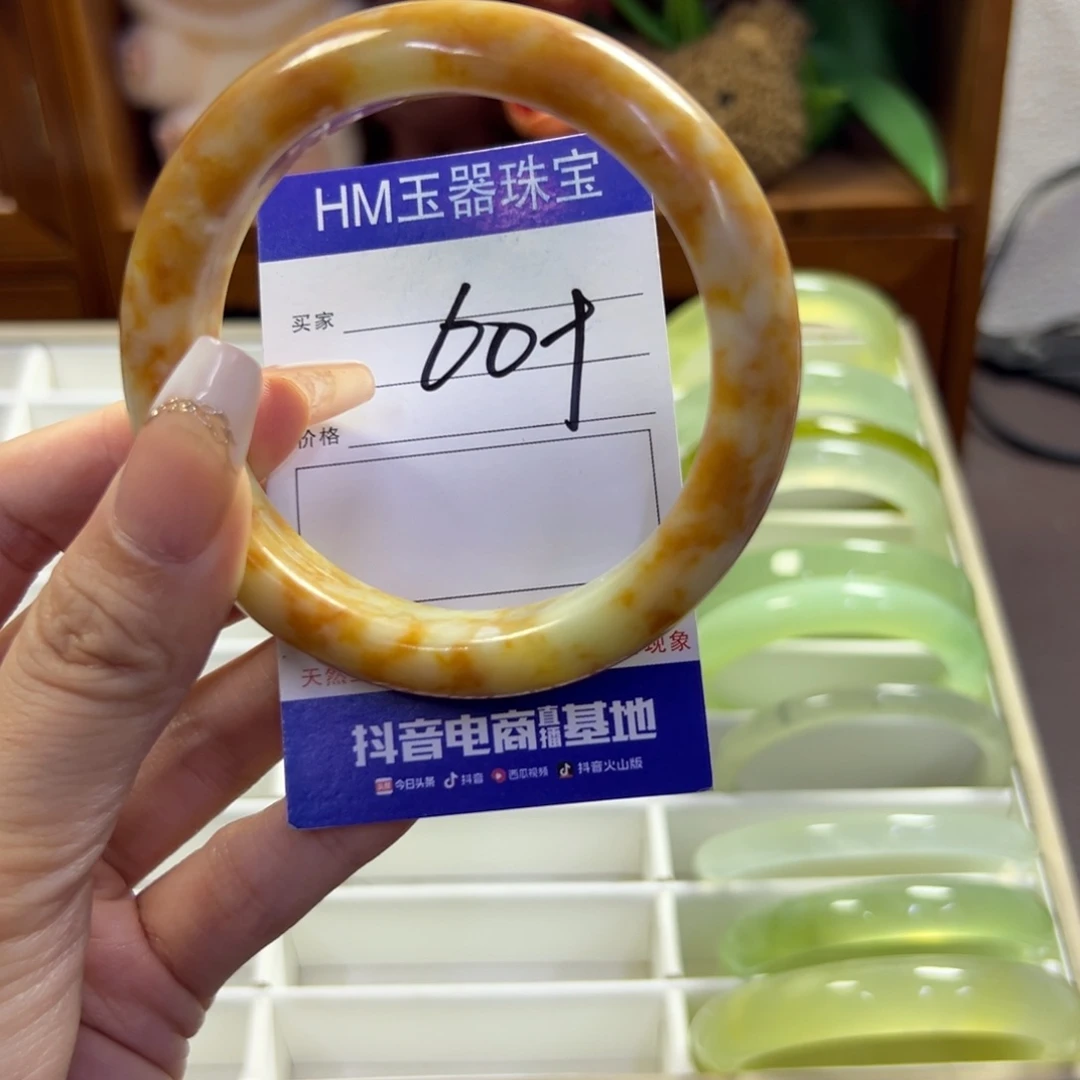 HM玉器珠宝
买家
609
价格
天然
现象
抖音电商直播基地
今日头条 抖音 西瓜视频 抖音火山版